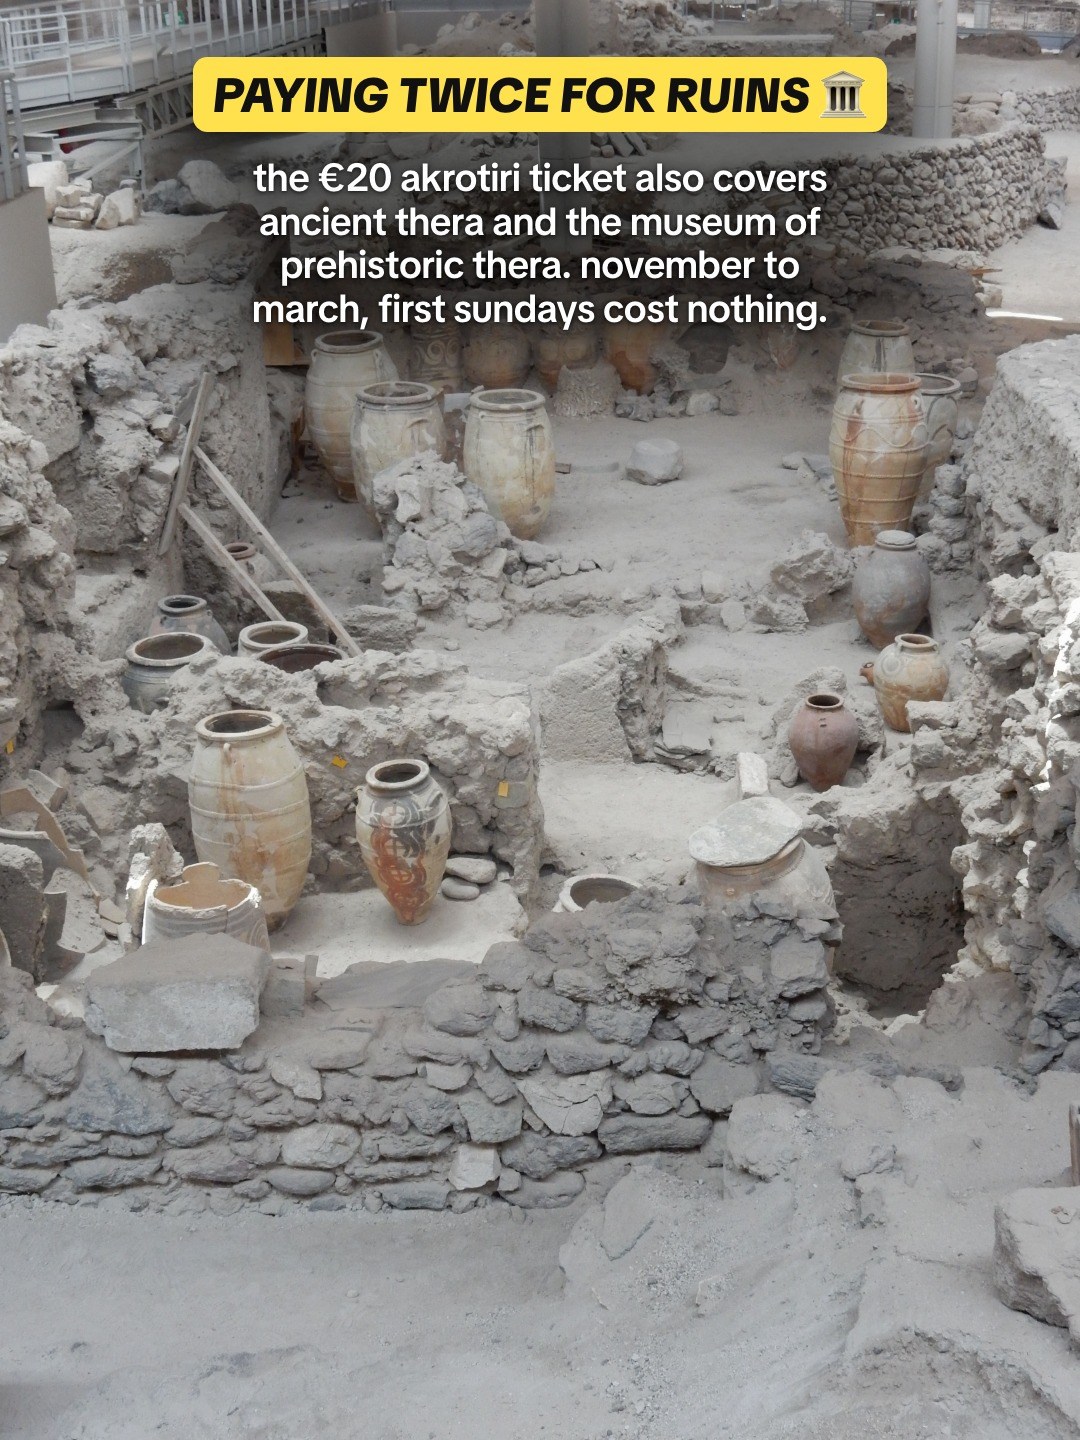 PAYING TWICE FOR RUINS 🏛️
the €20 akrotiri ticket also covers
ancient thera and the museum of
prehistoric thera. november to
march, first sundays cost nothing.